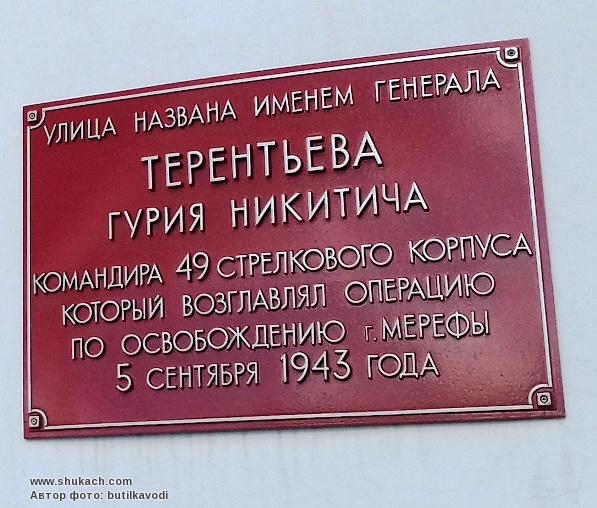 УЛИЦА НАЗВАНА ИМЕНЕМ ГЕНЕРАЛА
ТЕРЕНТЬЕВА
ГУРИЯ НИКИТИЧА
КОМАНДИРА 49 СТРЕЛКОВОГО КОРПУСА
КОТОРЫЙ ВОЗГЛАВЛЯЛ ОПЕРАЦИЮ
ПО ОСВОБОЖДЕНИЮ г. МЕРЕФЫ
5 СЕНТЯБРЯ 1943 ГОДА
www.shukach.com
Автор фото: butilkavodi